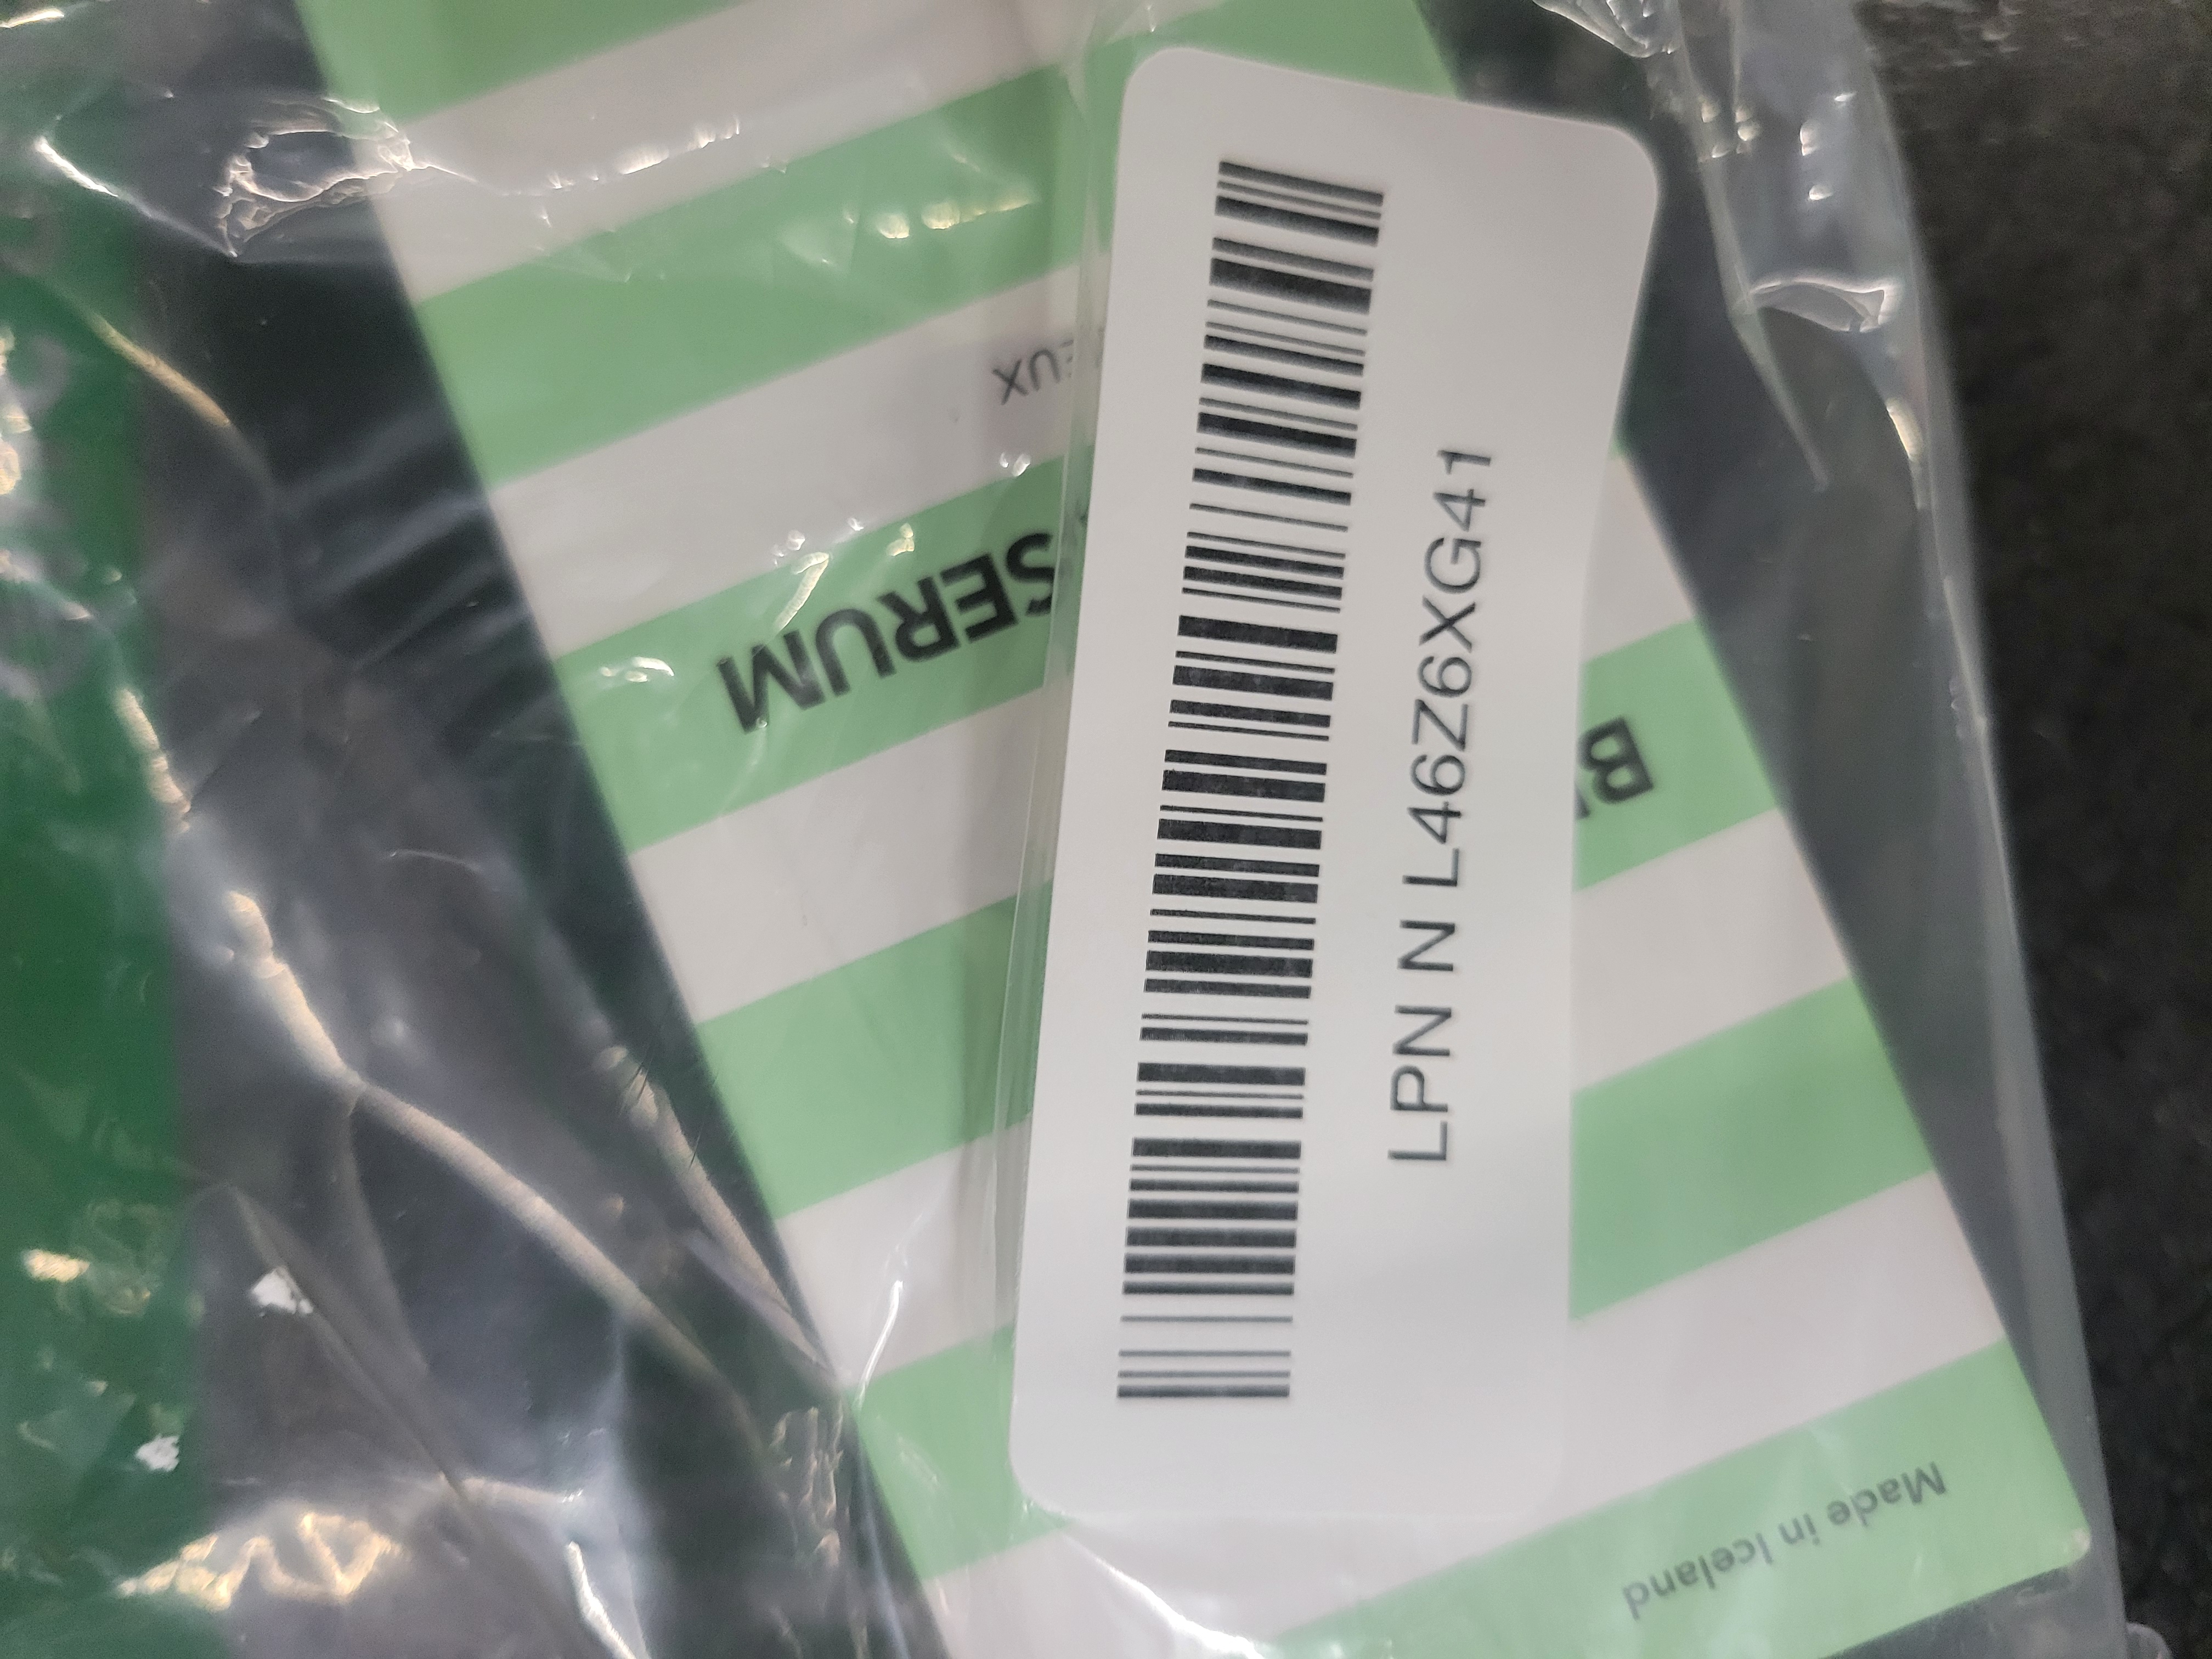 LPN N L46Z6XG41
SERUM
Made in Iceland